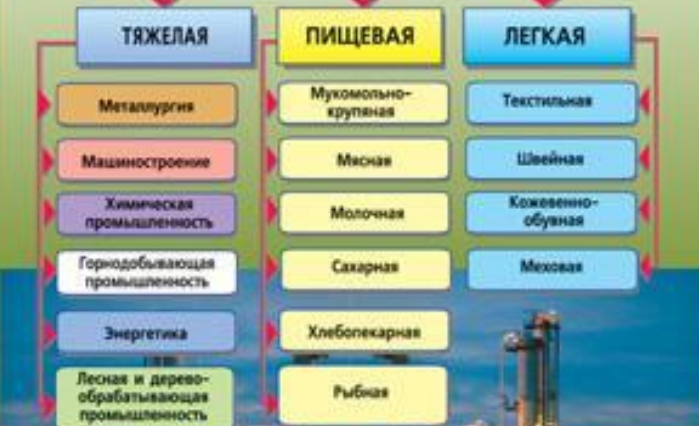 ТЯЖЕЛАЯ
Металлургия
Машиностроение
Химическая
промышленность
Горнодобывающая
промышленность
Энергетика
Лесная и дерево-
обрабатывающая
промышленность
ПИЩЕВАЯ
Мукомольно-
крупяная
Мясная
Молочная
Сахарная
Хлебопекарная
Рыбная
ЛЕГКАЯ
Текстильная
Швейная
Кожевенно-
обувная
Меховая